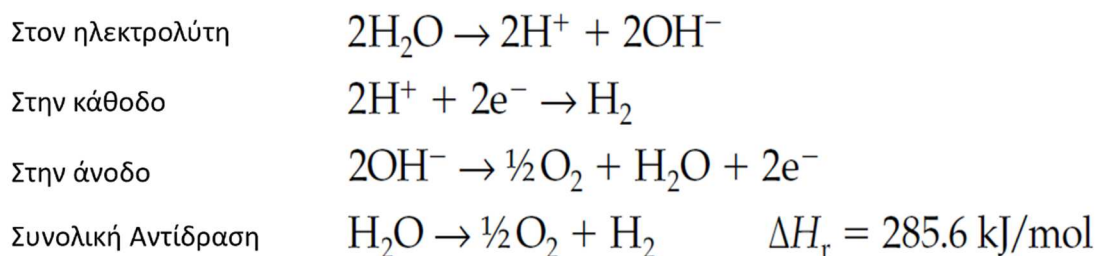 Στον ηλεκτρολύτη 2H₂O → 2H⁺ + 2OH⁻
Στην κάθοδο 2H⁺ + 2e⁻ → H₂
Στην άνοδο 2OH⁻ → ½O₂ + H₂O + 2e⁻
Συνολική Αντίδραση H₂O → ½O₂ + H₂ ΔHᵣ = 285.6 kJ/mol